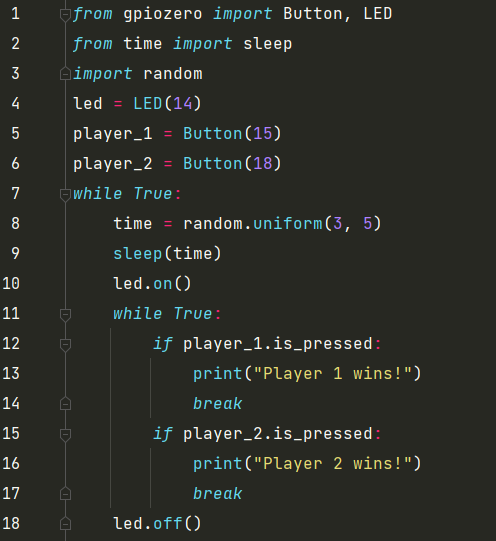 1 from gpiozero import Button, LED
2 from time import sleep
3 import random
4 led = LED(14)
5 player_1 = Button(15)
6 player_2 = Button(18)
7 while True:
8     time = random.uniform(3, 5)
9     sleep(time)
10     led.on()
11     while True:
12         if player_1.is_pressed:
13             print("Player 1 wins!")
14             break
15         if player_2.is_pressed:
16             print("Player 2 wins!")
17             break
18     led.off()